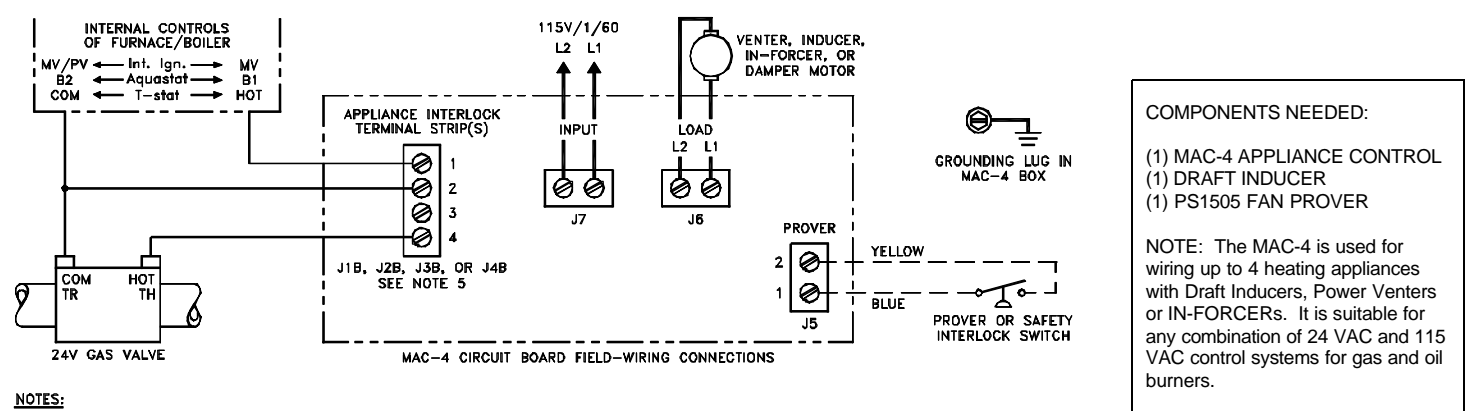 INTERNAL CONTROLS
OF FURNACE/BOILER
MV/PV Int. Ign. MV
B2 Aquastat B1
COM T-stat HOT
115V/1/60
L2 L1
VENTER, INDUCER,
IN-FORCER, OR
DAMPER MOTOR
APPLIANCE INTERLOCK
TERMINAL STRIP(S)
1
2
3
4
J1B, J2B, J3B, OR J4B
SEE NOTE 5
INPUT
J7
LOAD
L2 L1
J6
GROUNDING LUG IN
MAC-4 BOX
PROVER
2
1
J5
YELLOW
BLUE
PROVER OR SAFETY
INTERLOCK SWITCH
COM HOT
TR TH
24V GAS VALVE
MAC-4 CIRCUIT BOARD FIELD-WIRING CONNECTIONS
NOTES:
COMPONENTS NEEDED:
(1) MAC-4 APPLIANCE CONTROL
(1) DRAFT INDUCER
(1) PS1505 FAN PROVER
NOTE: The MAC-4 is used for
wiring up to 4 heating appliances
with Draft Inducers, Power Venters
or IN-FORCERs. It is suitable for
any combination of 24 VAC and 115
VAC control systems for gas and oil
burners.